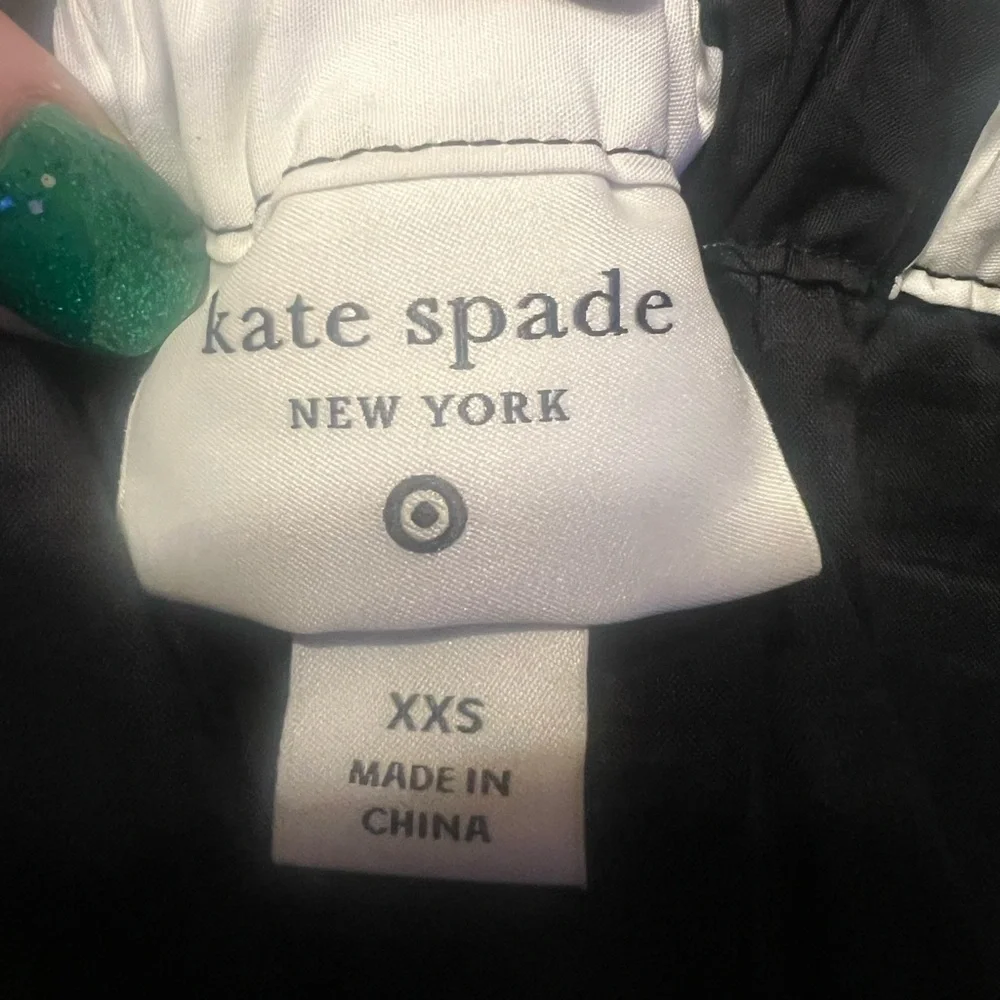 kate spade
NEW YORK
XXS
MADE IN
CHINA